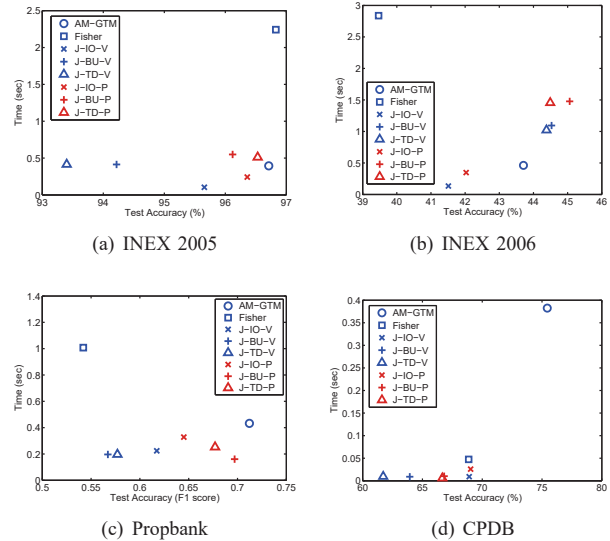 2.5
2
1.5
1
0.5
0
93 94 95 96 97
Time (sec)
Test Accuracy (%)
AM−GTM
Fisher
J−IO−V
J−BU−V
J−TD−V
J−IO−P
J−BU−P
J−TD−P
(a) INEX 2005
3
2.5
2
1.5
1
0.5
0
39 40 41 42 43 44 45 46
Time (sec)
Test Accuracy (%)
AM−GTM
Fisher
J−IO−V
J−BU−V
J−TD−V
J−IO−P
J−BU−P
J−TD−P
(b) INEX 2006
1.4
1.2
1
0.8
0.6
0.4
0.2
0
0.5 0.55 0.6 0.65 0.7 0.75
Time (sec)
Test Accuracy (F1 score)
AM−GTM
Fisher
J−IO−V
J−BU−V
J−TD−V
J−IO−P
J−BU−P
J−TD−P
(c) Propbank
0.4
0.35
0.3
0.25
0.2
0.15
0.05
0
60 65 70 75 80
Time (sec)
Test Accuracy (%)
AM−GTM
Fisher
J−IO−V
J−BU−V
J−TD−V
J−IO−P
J−BU−P
J−TD−P
(d) CPDB